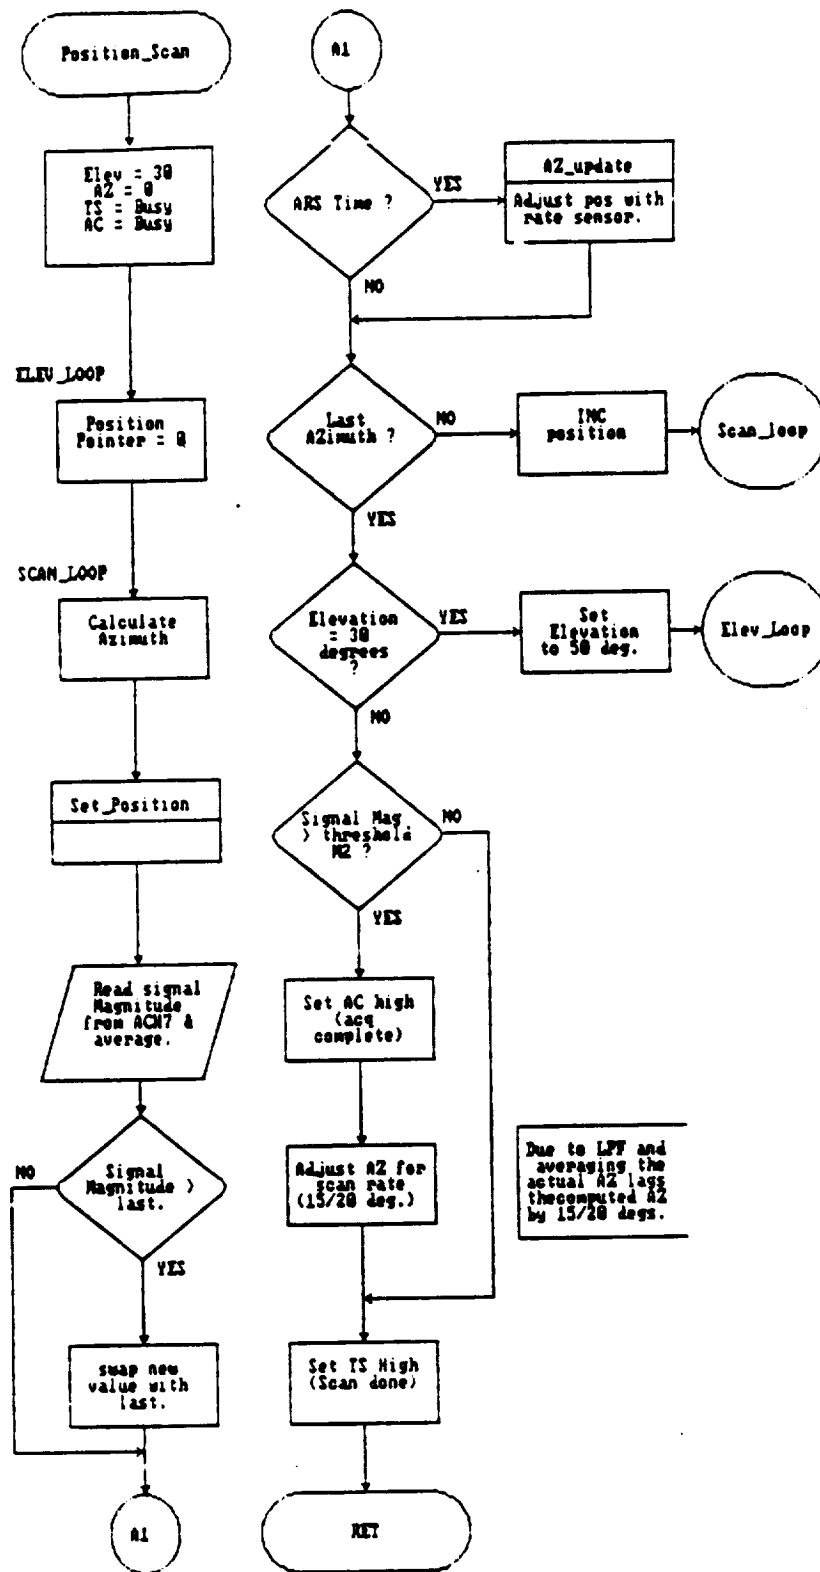 Position_Scan
Elev = 30
AZ = 0
TS = Busy
AC = Busy
ELEV_LOOP
Position
Pointer = 0
SCAN_LOOP
Calculate
Azimuth
Set_Position
Read signal
Magnitude
from ACH7 &
average.
NO
Signal
Magnitude >
last.
YES
swap new
value with
last.
A1
A1
ARS Time ?
YES
AZ_update
Adjust pos with
rate sensor.
NO
Last
AZimuth ?
NO
INC
position
Scan_loop
YES
Elevation
= 30
degrees
?
YES
Set
Elevation
to 50 deg.
Elev_Loop
NO
Signal Mag
> threshold
M2 ?
NO
YES
Set AC high
(acq
complete)
Adjust AZ for
scan rate
(15/20 deg.)
Due to LPF and
averaging the
actual AZ lags
thecomputed AZ
by 15/20 degs.
Set TS High
(Scan done)
RET